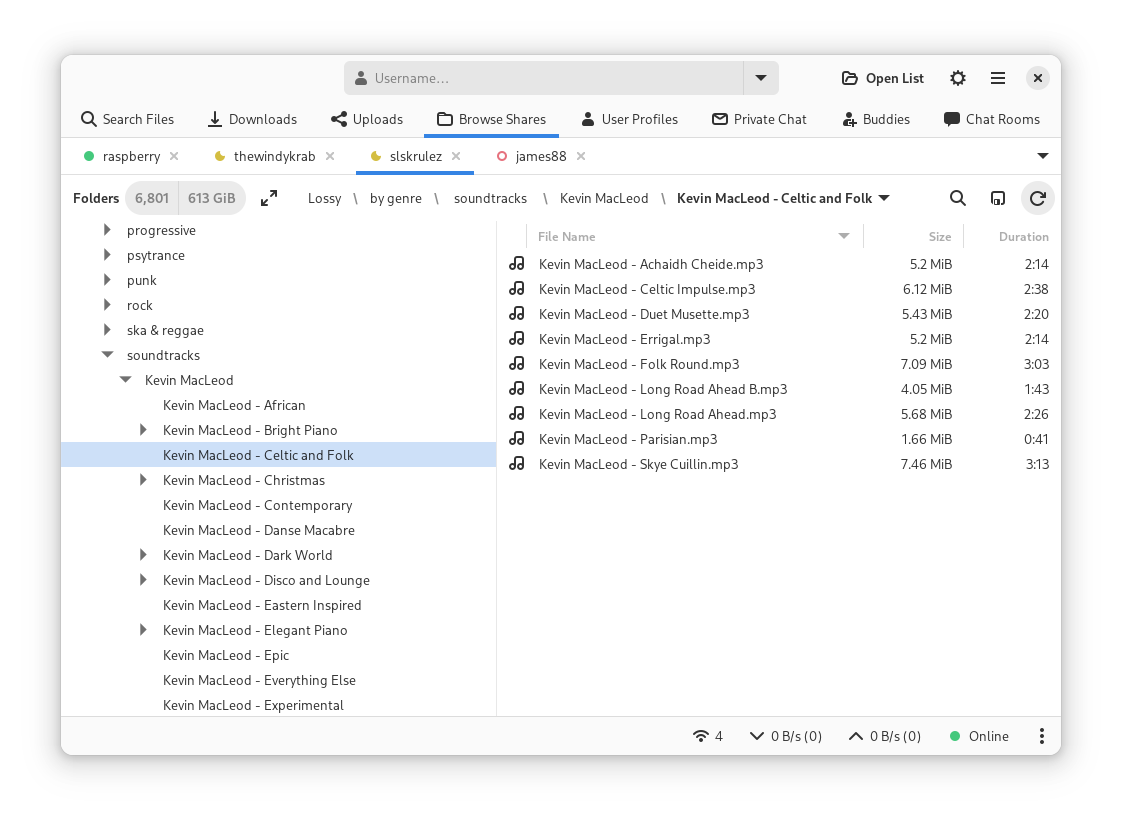 Username…
Open List
Search Files Downloads Uploads Browse Shares User Profiles Private Chat Buddies Chat Rooms
raspberry thewindykrab slskrulez james88
Folders 6,801 613 GiB Lossy \ by genre \ soundtracks \ Kevin MacLeod \ Kevin MacLeod - Celtic and Folk
progressive
psytrance
punk
rock
ska & reggae
soundtracks
Kevin MacLeod
Kevin MacLeod - African
Kevin MacLeod - Bright Piano
Kevin MacLeod - Celtic and Folk
Kevin MacLeod - Christmas
Kevin MacLeod - Contemporary
Kevin MacLeod - Danse Macabre
Kevin MacLeod - Dark World
Kevin MacLeod - Disco and Lounge
Kevin MacLeod - Eastern Inspired
Kevin MacLeod - Elegant Piano
Kevin MacLeod - Epic
Kevin MacLeod - Everything Else
Kevin MacLeod - Experimental
File Name Size Duration
Kevin MacLeod - Achaidh Cheide.mp3 5.2 MiB 2:14
Kevin MacLeod - Celtic Impulse.mp3 6.12 MiB 2:38
Kevin MacLeod - Duet Musette.mp3 5.43 MiB 2:20
Kevin MacLeod - Errigal.mp3 5.2 MiB 2:14
Kevin MacLeod - Folk Round.mp3 7.09 MiB 3:03
Kevin MacLeod - Long Road Ahead B.mp3 4.05 MiB 1:43
Kevin MacLeod - Long Road Ahead.mp3 5.68 MiB 2:26
Kevin MacLeod - Parisian.mp3 1.66 MiB 0:41
Kevin MacLeod - Skye Cuillin.mp3 7.46 MiB 3:13
4 0 B/s (0) 0 B/s (0) Online